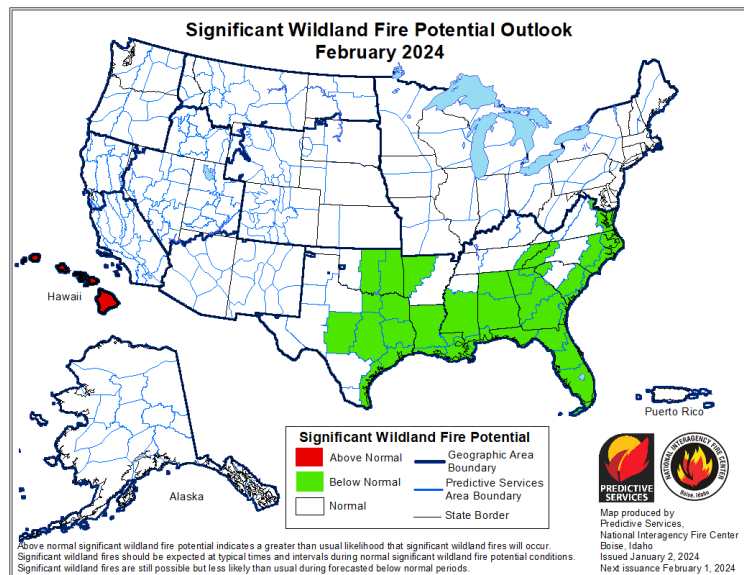 Significant Wildland Fire Potential Outlook
February 2024
Hawaii
Alaska
Puerto Rico
Significant Wildland Fire Potential
Above Normal
Below Normal
Normal
Geographic Area
Boundary
Predictive Services
Area Boundary
State Border
PREDICTIVE
SERVICES
NATIONAL INTERAGENCY FIRE CENTER
Boise, Idaho
Map produced by
Predictive Services,
National Interagency Fire Center
Boise, Idaho
Issued January 2, 2024
Next issuance February 1, 2024
Above normal significant wildland fire potential indicates a greater than usual likelihood that significant wildland fires will occur.
Significant wildland fires should be expected at typical times and intervals during normal significant wildland fire potential conditions.
Significant wildland fires are still possible but less likely than usual during forecasted below normal periods.